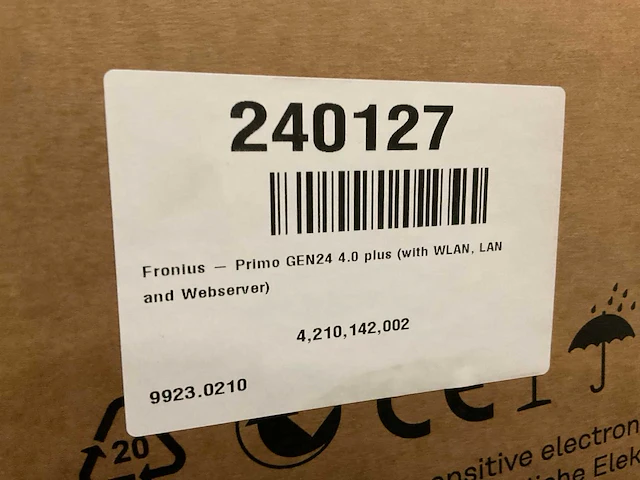 240127
Fronius – Primo GEN24 4.0 plus (with WLAN, LAN
and Webserver)
4,210,142,002
9923.0210
20
electron